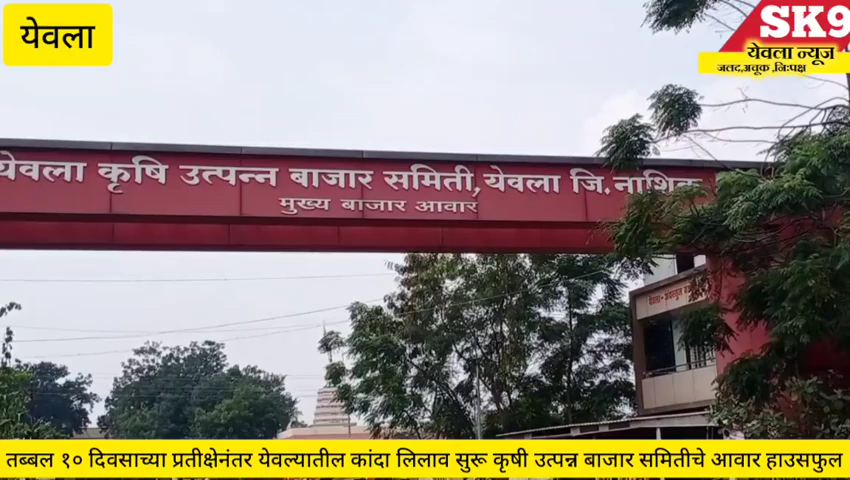 येवला
SK9
येवला न्यूज
जलद,अचूक ,निःपक्ष
येवला कृषि उत्पन्न बाजार समिती,येवला जि. नाशिक
मुख्य बाजार आवार
येवला-
तब्बल १० दिवसाच्या प्रतीक्षेनंतर येवल्यातील कांदा लिलाव सुरू कृषी उत्पन्न बाजार समितीचे आवार हाउसफुल